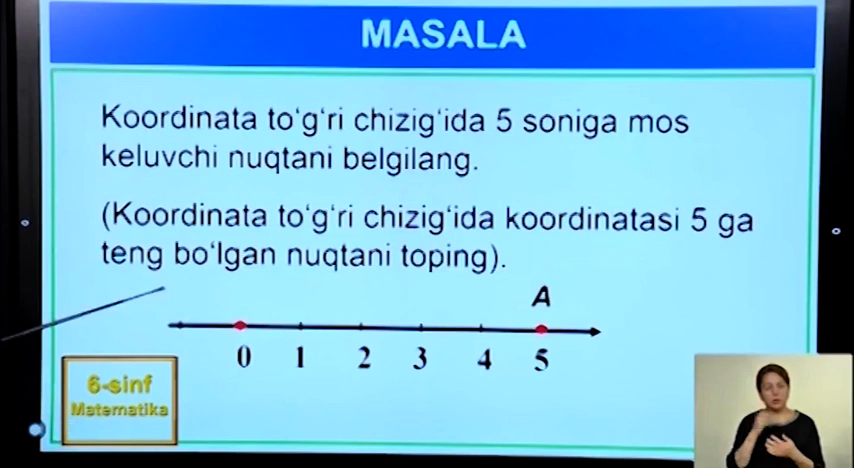 MASALA
Koordinata to‘g‘ri chizig‘ida 5 soniga mos
keluvchi nuqtani belgilang.
(Koordinata to‘g‘ri chizig‘ida koordinatasi 5 ga
teng bo‘lgan nuqtani toping).
A
0 1 2 3 4 5
6-sinf
Matematika